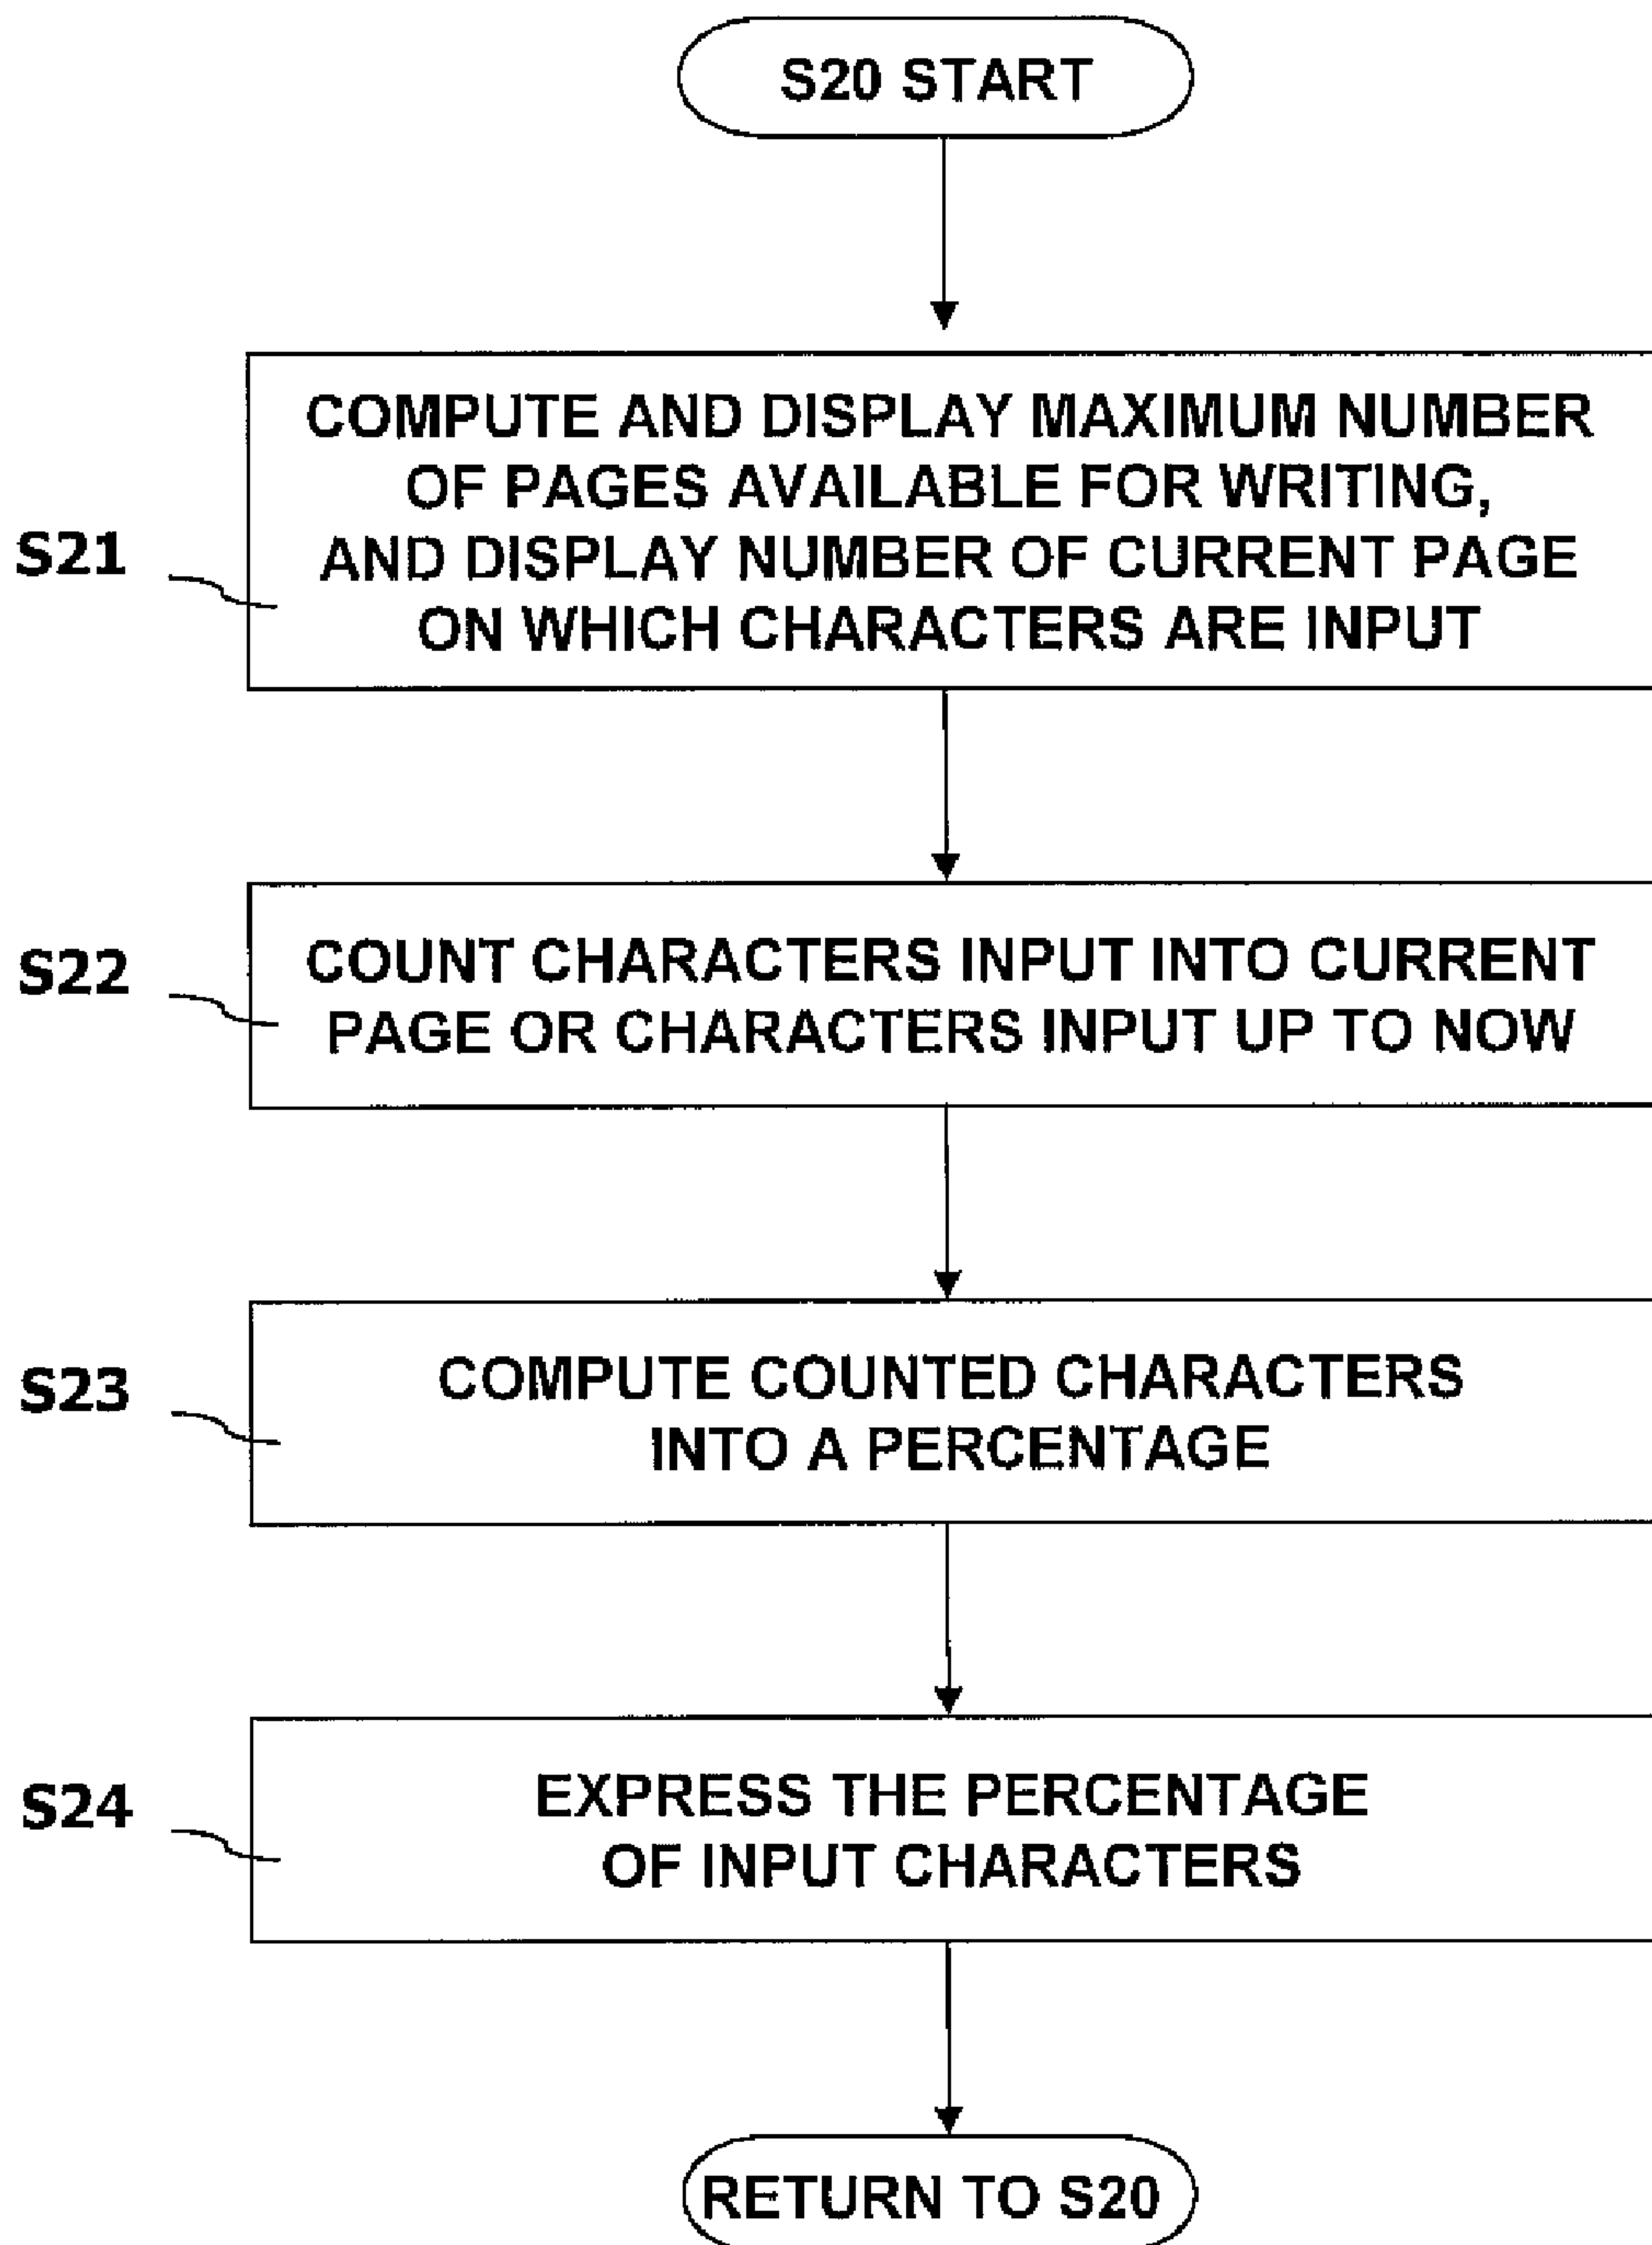 S20 START
COMPUTE AND DISPLAY MAXIMUM NUMBER
OF PAGES AVAILABLE FOR WRITING,
AND DISPLAY NUMBER OF CURRENT PAGE
ON WHICH CHARACTERS ARE INPUT
S21
COUNT CHARACTERS INPUT INTO CURRENT
PAGE OR CHARACTERS INPUT UP TO NOW
S22
COMPUTE COUNTED CHARACTERS
INTO A PERCENTAGE
S23
EXPRESS THE PERCENTAGE
OF INPUT CHARACTERS
S24
RETURN TO S20